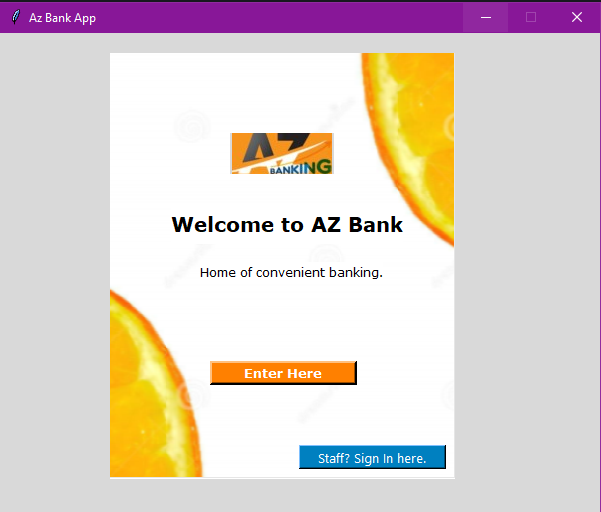 Az Bank App
AZ
BANKING
Welcome to AZ Bank
Home of convenient banking.
Enter Here
Staff? Sign In here.